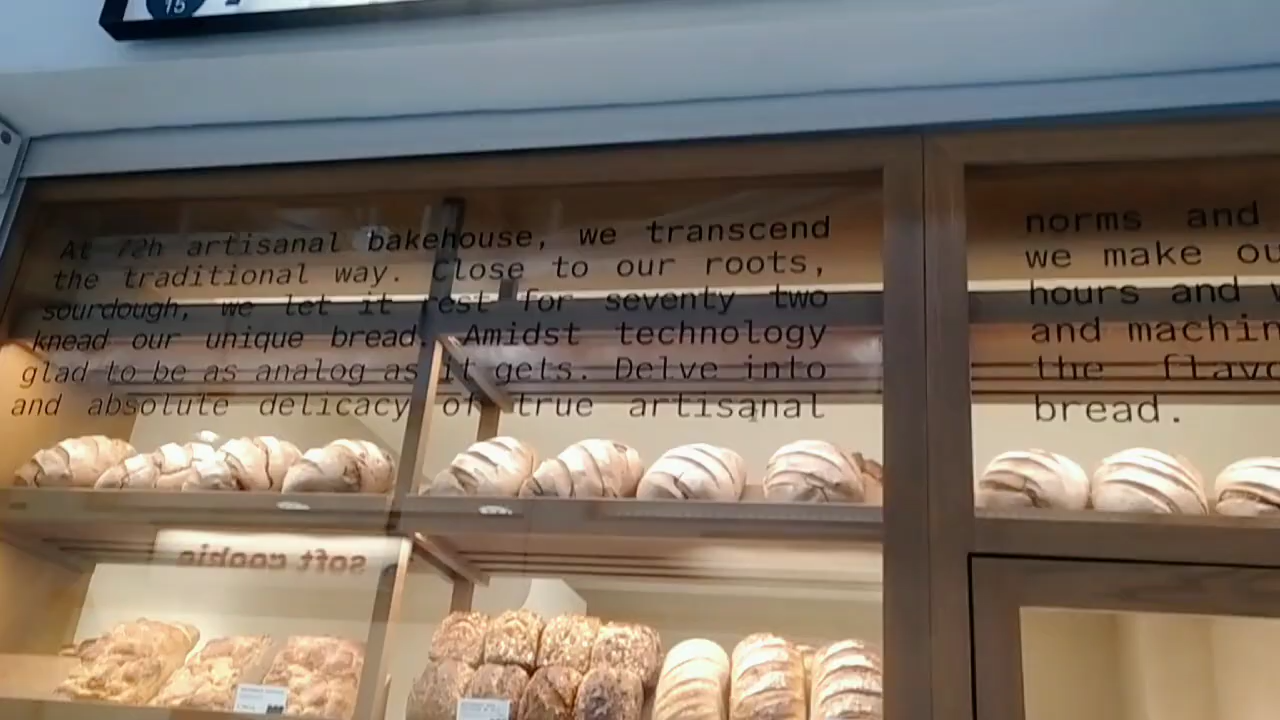 15
At 72h artisanal bakehouse, we transcend
the traditional way. Close to our roots,
sourdough, we let it rest for seventy two
knead our unique bread. Amidst technology
glad to be as analog as it gets. Delve into
and absolute delicacy of true artisanal
norms and
we make ou
hours and
and machin
the flavo
bread.
soft cookie